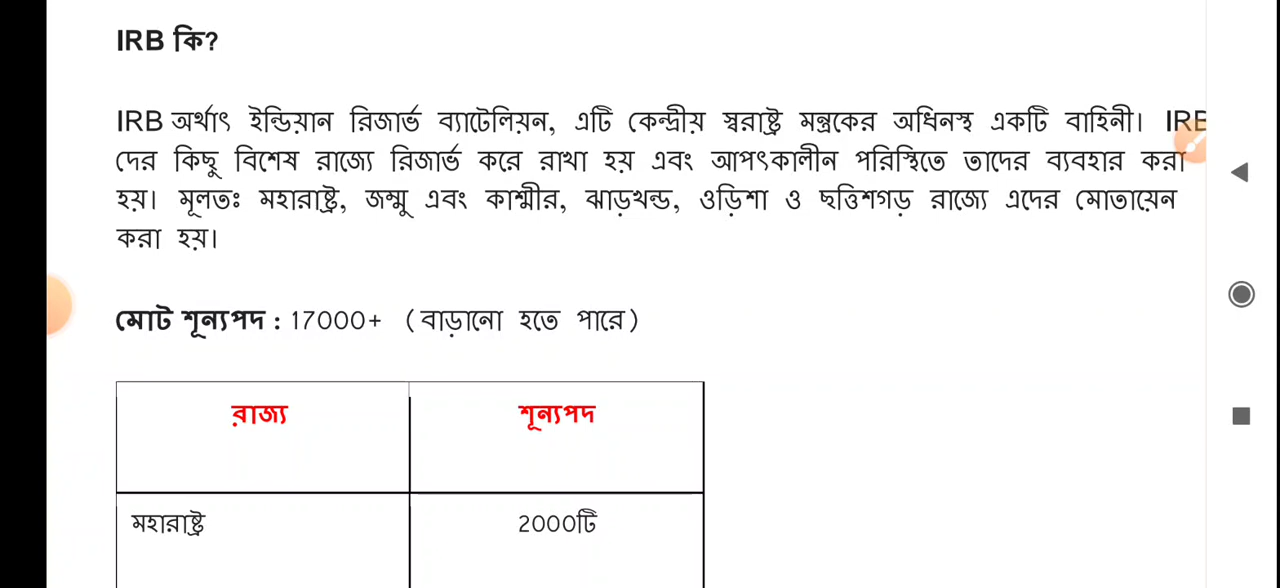 IRB কি?
IRB অর্থাৎ ইন্ডিয়ান রিজার্ভ ব্যাটেলিয়ন, এটি কেন্দ্রীয় স্বরাষ্ট্র মন্ত্রকের অধিনস্থ একটি বাহিনী। IRB
দের কিছু বিশেষ রাজ্যে রিজার্ভ করে রাখা হয় এবং আপৎকালীন পরিস্থিতে তাদের ব্যবহার করা
হয়। মূলতঃ মহারাষ্ট্র, জম্মু এবং কাশ্মীর, ঝাড়খন্ড, ওড়িশা ও ছত্তিশগড় রাজ্যে এদের মোতায়েন
করা হয়।
মোট শূন্যপদ : 17000+ (বাড়ানো হতে পারে)
রাজ্য শূন্যপদ
মহারাষ্ট্র 2000টি